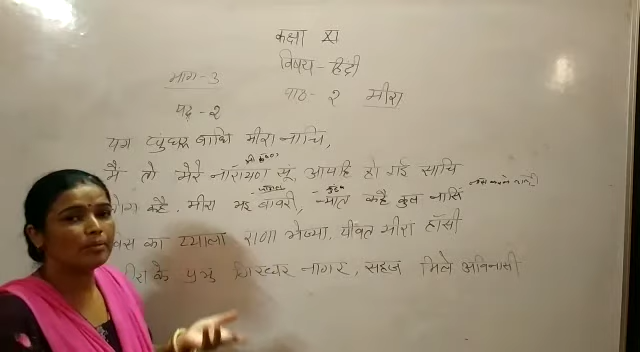 कक्षा XI
विषय - हिंदी
भाग - 3
पाठ - २ मीरा
पद - २
पग घुंघरू बांधि मीरा नाचि,
मैं तो मेरे नारायण सूं, आपहि हो गई साचि
लोग कहै, मीरा भइ बावरी, न्यात कहै कुल नासि
का प्याला राणा भेज्या, पीवत मीरा हाँसी
के प्रभु गिरधर नागर, सहज मिले अविनासी